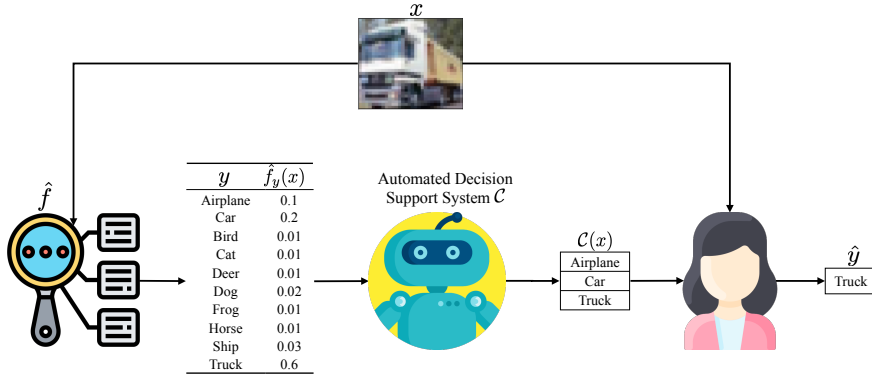 x
f̂
y f̂_y(x)
Airplane 0.1
Car 0.2
Bird 0.01
Cat 0.01
Deer 0.01
Dog 0.02
Frog 0.01
Horse 0.01
Ship 0.03
Truck 0.6
Automated Decision
Support System 𝒞
𝒞(x)
Airplane
Car
Truck
ŷ
Truck